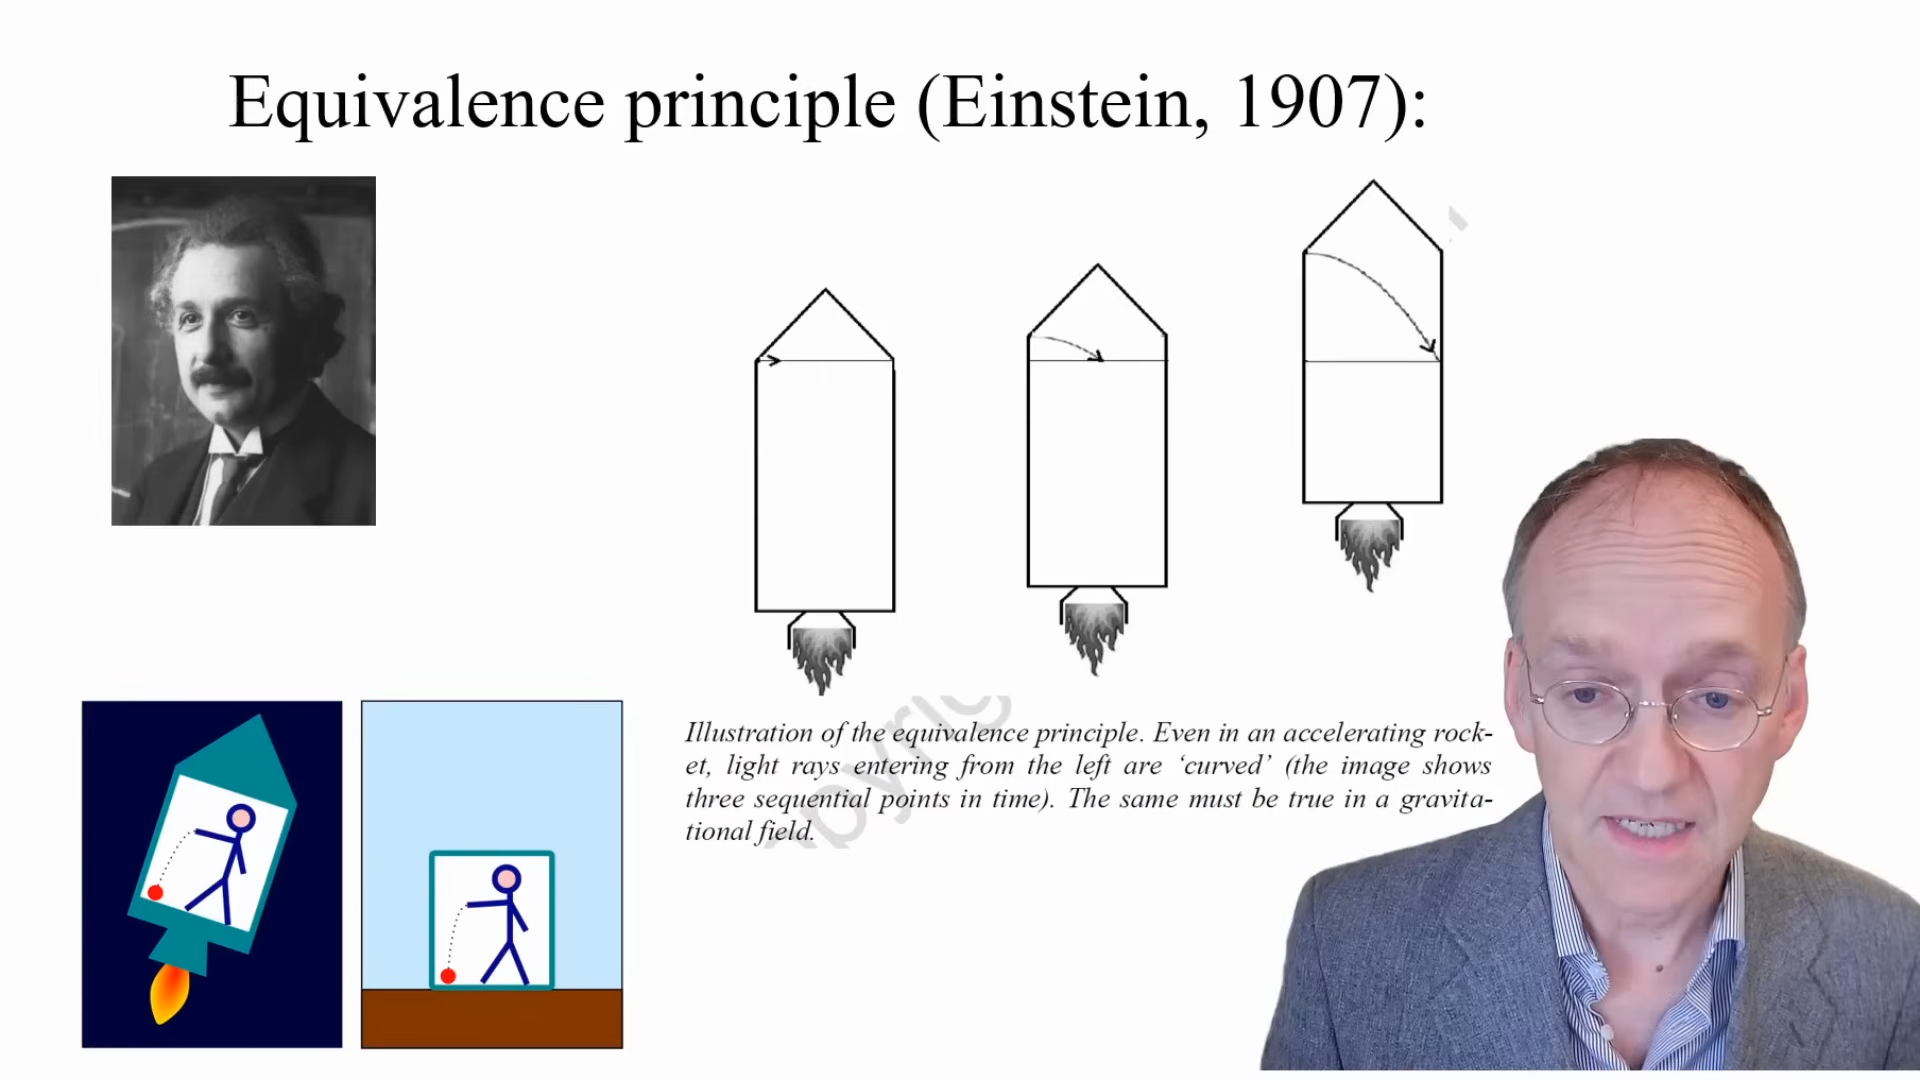 Equivalence principle (Einstein, 1907):
Illustration of the equivalence principle. Even in an accelerating rock-
et, light rays entering from the left are ‘curved’ (the image shows
three sequential points in time). The same must be true in a gravita-
tional field.